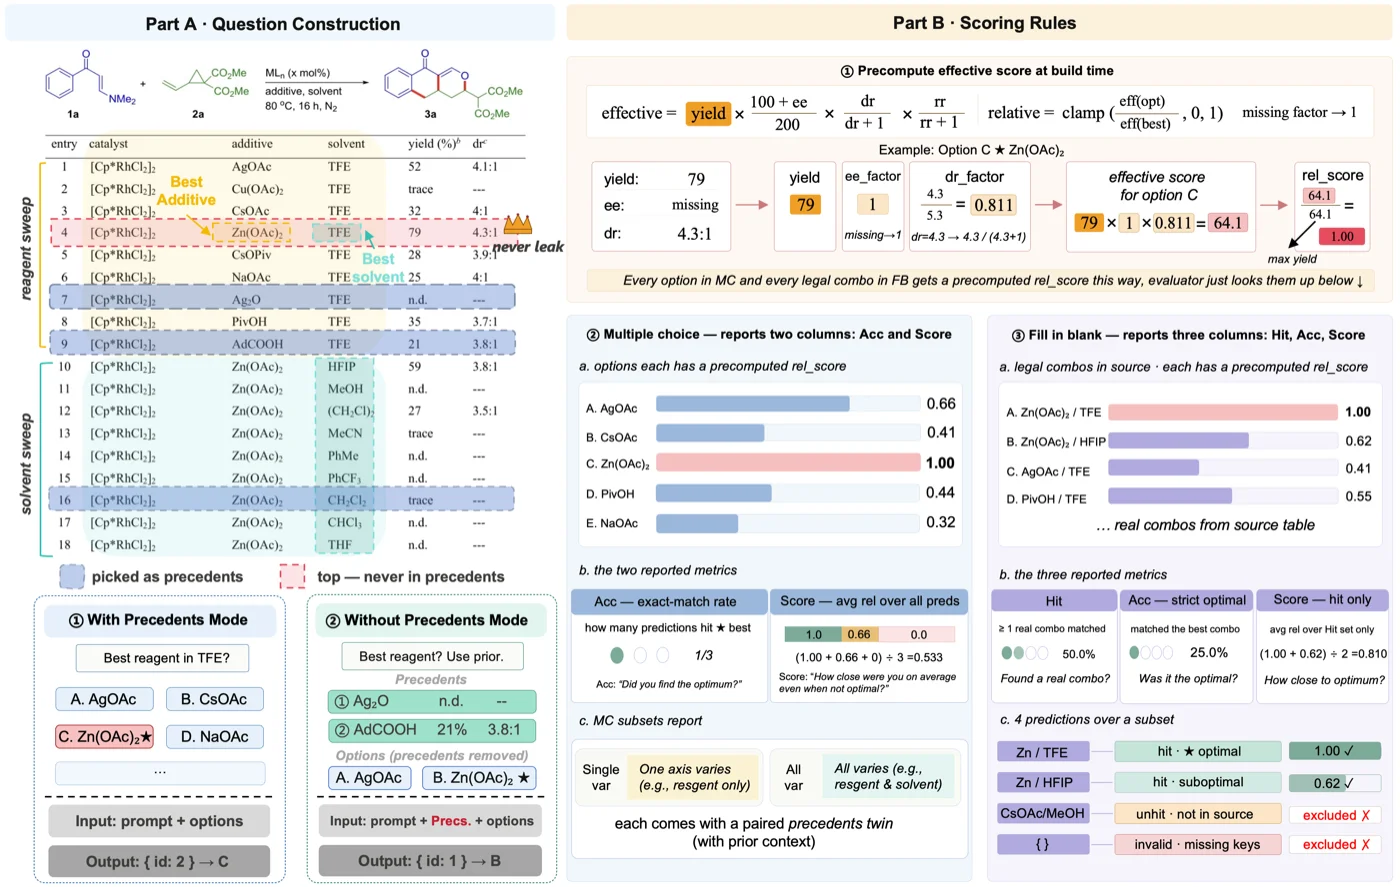 Part A · Question Construction
O
NMe₂
1a
+
CO₂Me
CO₂Me
2a
MLₙ (x mol%)
additive, solvent
80 °C, 16 h, N₂
O
O
CO₂Me
CO₂Me
3a
entry catalyst additive solvent yield (%)ᵇ drᶜ
1 [Cp*RhCl₂]₂ AgOAc TFE 52 4.1:1
2 [Cp*RhCl₂]₂ Cu(OAc)₂ TFE trace ---
3 [Cp*RhCl₂]₂ CsOAc TFE 32 4:1
4 [Cp*RhCl₂]₂ Zn(OAc)₂ TFE 79 4.3:1
5 [Cp*RhCl₂]₂ CsOPiv TFE 28 3.9:1
6 [Cp*RhCl₂]₂ NaOAc TFE 25 4:1
7 [Cp*RhCl₂]₂ Ag₂O TFE n.d. ---
8 [Cp*RhCl₂]₂ PivOH TFE 35 3.7:1
9 [Cp*RhCl₂]₂ AdCOOH TFE 21 3.8:1
10 [Cp*RhCl₂]₂ Zn(OAc)₂ HFIP 59 3.8:1
11 [Cp*RhCl₂]₂ Zn(OAc)₂ MeOH n.d. ---
12 [Cp*RhCl₂]₂ Zn(OAc)₂ (CH₂Cl)₂ 27 3.5:1
13 [Cp*RhCl₂]₂ Zn(OAc)₂ MeCN trace ---
14 [Cp*RhCl₂]₂ Zn(OAc)₂ PhMe n.d. ---
15 [Cp*RhCl₂]₂ Zn(OAc)₂ PhCF₃ n.d. ---
16 [Cp*RhCl₂]₂ Zn(OAc)₂ CH₂Cl₂ trace ---
17 [Cp*RhCl₂]₂ Zn(OAc)₂ CHCl₃ n.d. ---
18 [Cp*RhCl₂]₂ Zn(OAc)₂ THF n.d. ---
reagent sweep
solvent sweep
Best
Additive
Best
solvent
never leak
picked as precedents
top — never in precedents
① With Precedents Mode
Best reagent in TFE?
A. AgOAc
B. CsOAc
C. Zn(OAc)₂★
D. NaOAc
...
Input: prompt + options
Output: { id: 2 } → C
② Without Precedents Mode
Best reagent? Use prior.
Precedents
① Ag₂O n.d. --
② AdCOOH 21% 3.8:1
Options (precedents removed)
A. AgOAc
B. Zn(OAc)₂ ★
Input: prompt + Precs. + options
Output: { id: 1 } → B
Part B · Scoring Rules
① Precompute effective score at build time
effective = yield × (100 + ee)/200 × dr/(dr + 1) × rr/(rr + 1)
relative = clamp (eff(opt)/eff(best), 0, 1)
missing factor → 1
Example: Option C ★ Zn(OAc)₂
yield: 79
ee: missing
dr: 4.3:1
yield
79
ee_factor
1
missing→1
dr_factor
4.3/5.3 = 0.811
dr=4.3 → 4.3 / (4.3+1)
effective score
for option C
79 × 1 × 0.811 = 64.1
rel_score
64.1/64.1 =
1.00
max yield
Every option in MC and every legal combo in FB gets a precomputed rel_score this way, evaluator just looks them up below ↓
② Multiple choice — reports two columns: Acc and Score
a. options each has a precomputed rel_score
A. AgOAc 0.66
B. CsOAc 0.41
C. Zn(OAc)₂ 1.00
D. PivOH 0.44
E. NaOAc 0.32
b. the two reported metrics
Acc — exact-match rate
how many predictions hit ★ best
1/3
Acc: "Did you find the optimum?"
Score — avg rel over all preds
1.0 0.66 0.0
(1.00 + 0.66 + 0) ÷ 3 =0.533
Score: "How close were you on average
even when not optimal?"
c. MC subsets report
Single
var
One axis varies
(e.g., resgent only)
All
var
All varies (e.g.,
resgent & solvent)
each comes with a paired precedents twin
(with prior context)
③ Fill in blank — reports three columns: Hit, Acc, Score
a. legal combos in source · each has a precomputed rel_score
A. Zn(OAc)₂ / TFE 1.00
B. Zn(OAc)₂ / HFIP 0.62
C. AgOAc / TFE 0.41
D. PivOH / TFE 0.55
... real combos from source table
b. the three reported metrics
Hit
≥ 1 real combo matched
50.0%
Found a real combo?
Acc — strict optimal
matched the best combo
25.0%
Was it the optimal?
Score — hit only
avg rel over Hit set only
(1.00 + 0.62) ÷ 2 =0.810
How close to optimum?
c. 4 predictions over a subset
Zn / TFE hit · ★ optimal 1.00 ✓
Zn / HFIP hit · suboptimal 0.62 ✓
CsOAc/MeOH unhit · not in source excluded ✗
{ } invalid · missing keys excluded ✗